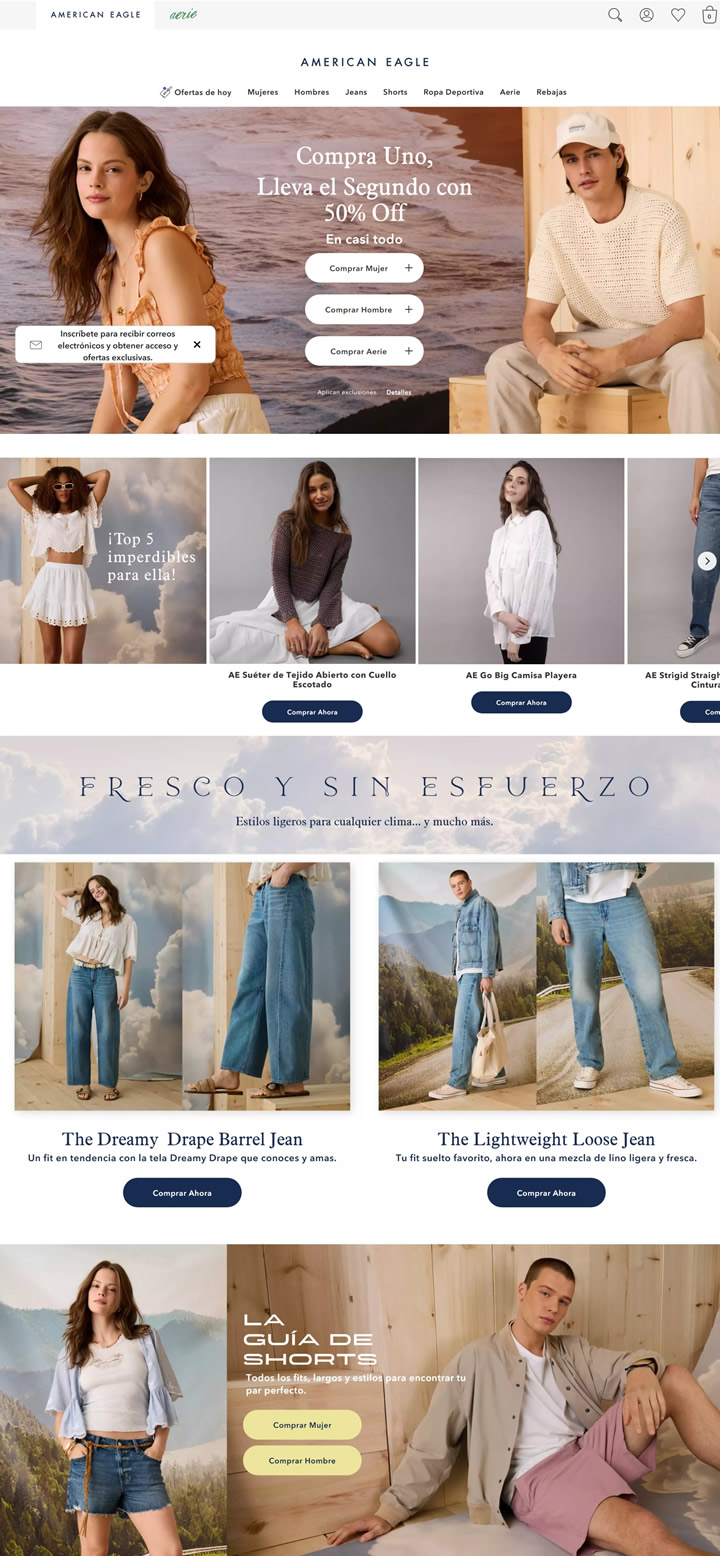 AMERICAN EAGLE
aerie
0
AMERICAN EAGLE
Ofertas de hoy
Mujeres
Hombres
Jeans
Shorts
Ropa Deportiva
Aerie
Rebajas
Compra Uno,
Lleva el Segundo con
50% Off
En casi todo
Comprar Mujer +
Comprar Hombre +
Comprar Aerie +
Aplican exclusiones Detalles
Inscríbete para recibir correos
electrónicos y obtener acceso y
ofertas exclusivas.
¡Top 5
imperdibles
para ella!
AE Suéter de Tejido Abierto con Cuello
Escotado
Comprar Ahora
AE Go Big Camisa Playera
Comprar Ahora
AE Strigid Straigh
Cintura
Com
FRESCO Y SIN ESFUERZO
Estilos ligeros para cualquier clima... y mucho más.
The Dreamy Drape Barrel Jean
Un fit en tendencia con la tela Dreamy Drape que conoces y amas.
Comprar Ahora
The Lightweight Loose Jean
Tu fit suelto favorito, ahora en una mezcla de lino ligera y fresca.
Comprar Ahora
LA
GUÍA DE
SHORTS
Todos los fits, largos y estilos para encontrar tu
par perfecto.
Comprar Mujer
Comprar Hombre